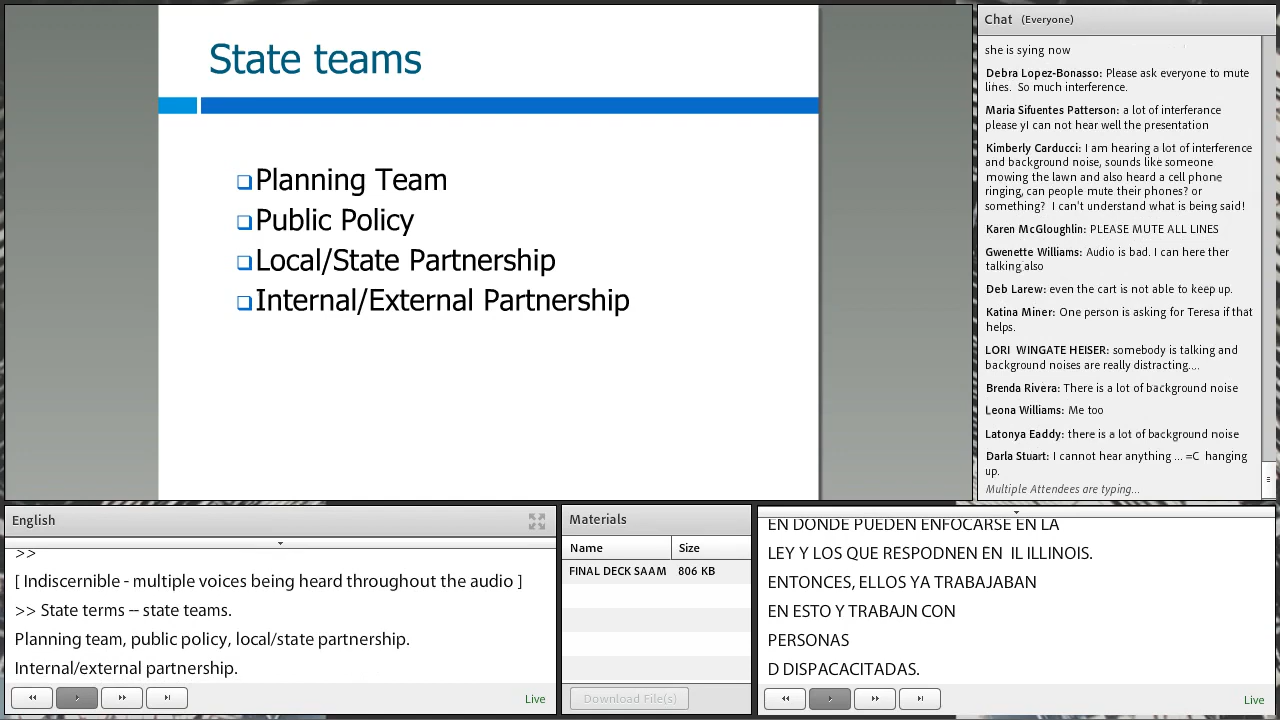 State teams
Planning Team
Public Policy
Local/State Partnership
Internal/External Partnership
Chat (Everyone)
she is sying now
Debra Lopez-Bonasso: Please ask everyone to mute
lines. So much interference.
Maria Sifuentes Patterson: a lot of interferance
please yI can not hear well the presentation
Kimberly Carducci: I am hearing a lot of interference
and background noise, sounds like someone
mowing the lawn and also heard a cell phone
ringing, can people mute their phones? or
something? I can't understand what is being said!
Karen McGloughlin: PLEASE MUTE ALL LINES
Gwenette Williams: Audio is bad. I can here ther
talking also
Deb Larew: even the cart is not able to keep up.
Katina Miner: One person is asking for Teresa if that
helps.
LORI WINGATE HEISER: somebody is talking and
background noises are really distracting....
Brenda Rivera: There is a lot of background noise
Leona Williams: Me too
Latonya Eaddy: there is a lot of background noise
Darla Stuart: I cannot hear anything ... =C hanging
up.
Multiple Attendees are typing...
English
>>
[ Indiscernible - multiple voices being heard throughout the audio ]
>> State terms -- state teams.
Planning team, public policy, local/state partnership.
Internal/external partnership.
Live
Materials
Name Size
FINAL DECK SAAM 806 KB
Download File(s)
EN DONDE PUEDEN ENFOCARSE EN LA
LEY Y LOS QUE RESPODNEN EN IL ILLINOIS.
ENTONCES, ELLOS YA TRABAJABAN
EN ESTO Y TRABAJN CON
PERSONAS
D DISPACACITADAS.
Live